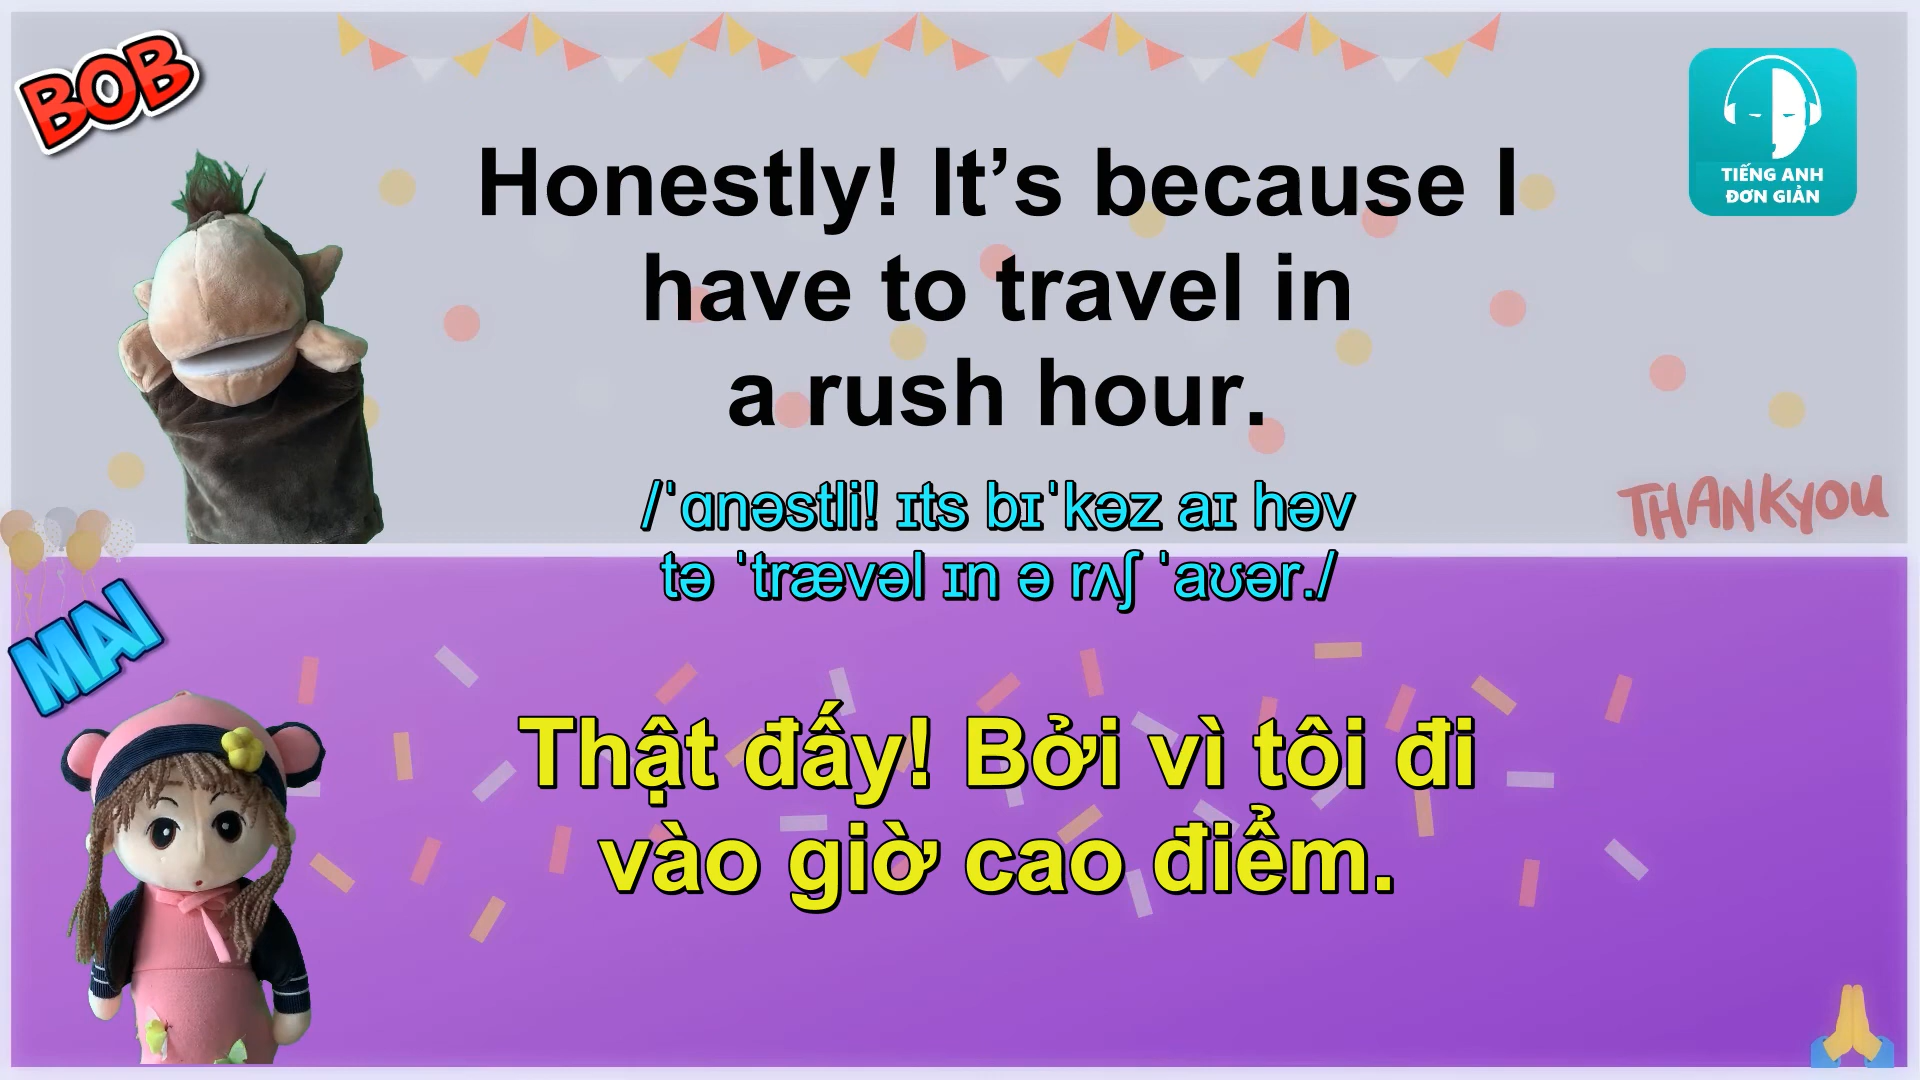 BOB
TIẾNG ANH
ĐƠN GIẢN
Honestly! It’s because I
have to travel in
a rush hour.
/ˈɑnəstli! ɪts bɪˈkəz aɪ həv
tə ˈtrævəl ɪn ə rʌʃ ˈaʊər./
THANKYOU
MAI
Thật đấy! Bởi vì tôi đi
vào giờ cao điểm.